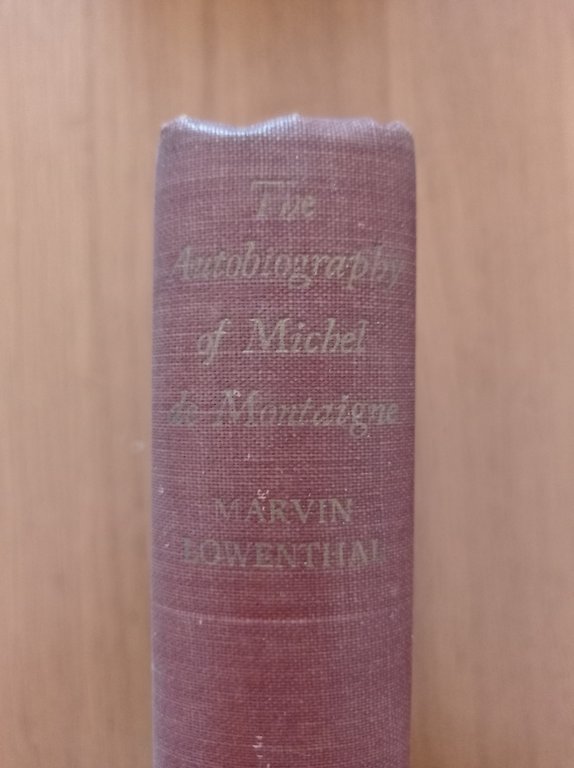 The
Autobiography
of Michel
de Montaigne
MARVIN
LOWENTHAL